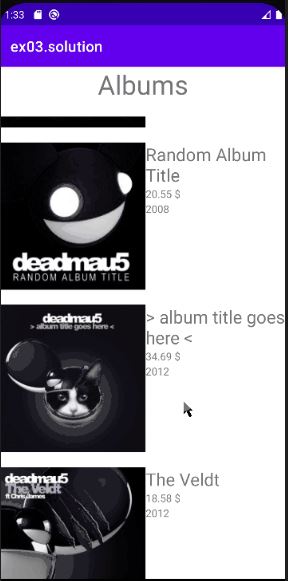 1:33
ex03.solution
Albums
Random Album
Title
20.55 $
2008
deadmau5
RANDOM ALBUM TITLE
deadmau5
> album title goes here <
> album title goes
here <
34.69 $
2012
deadmau5
The Veldt
ft Chris James
The Veldt
18.58 $
2012